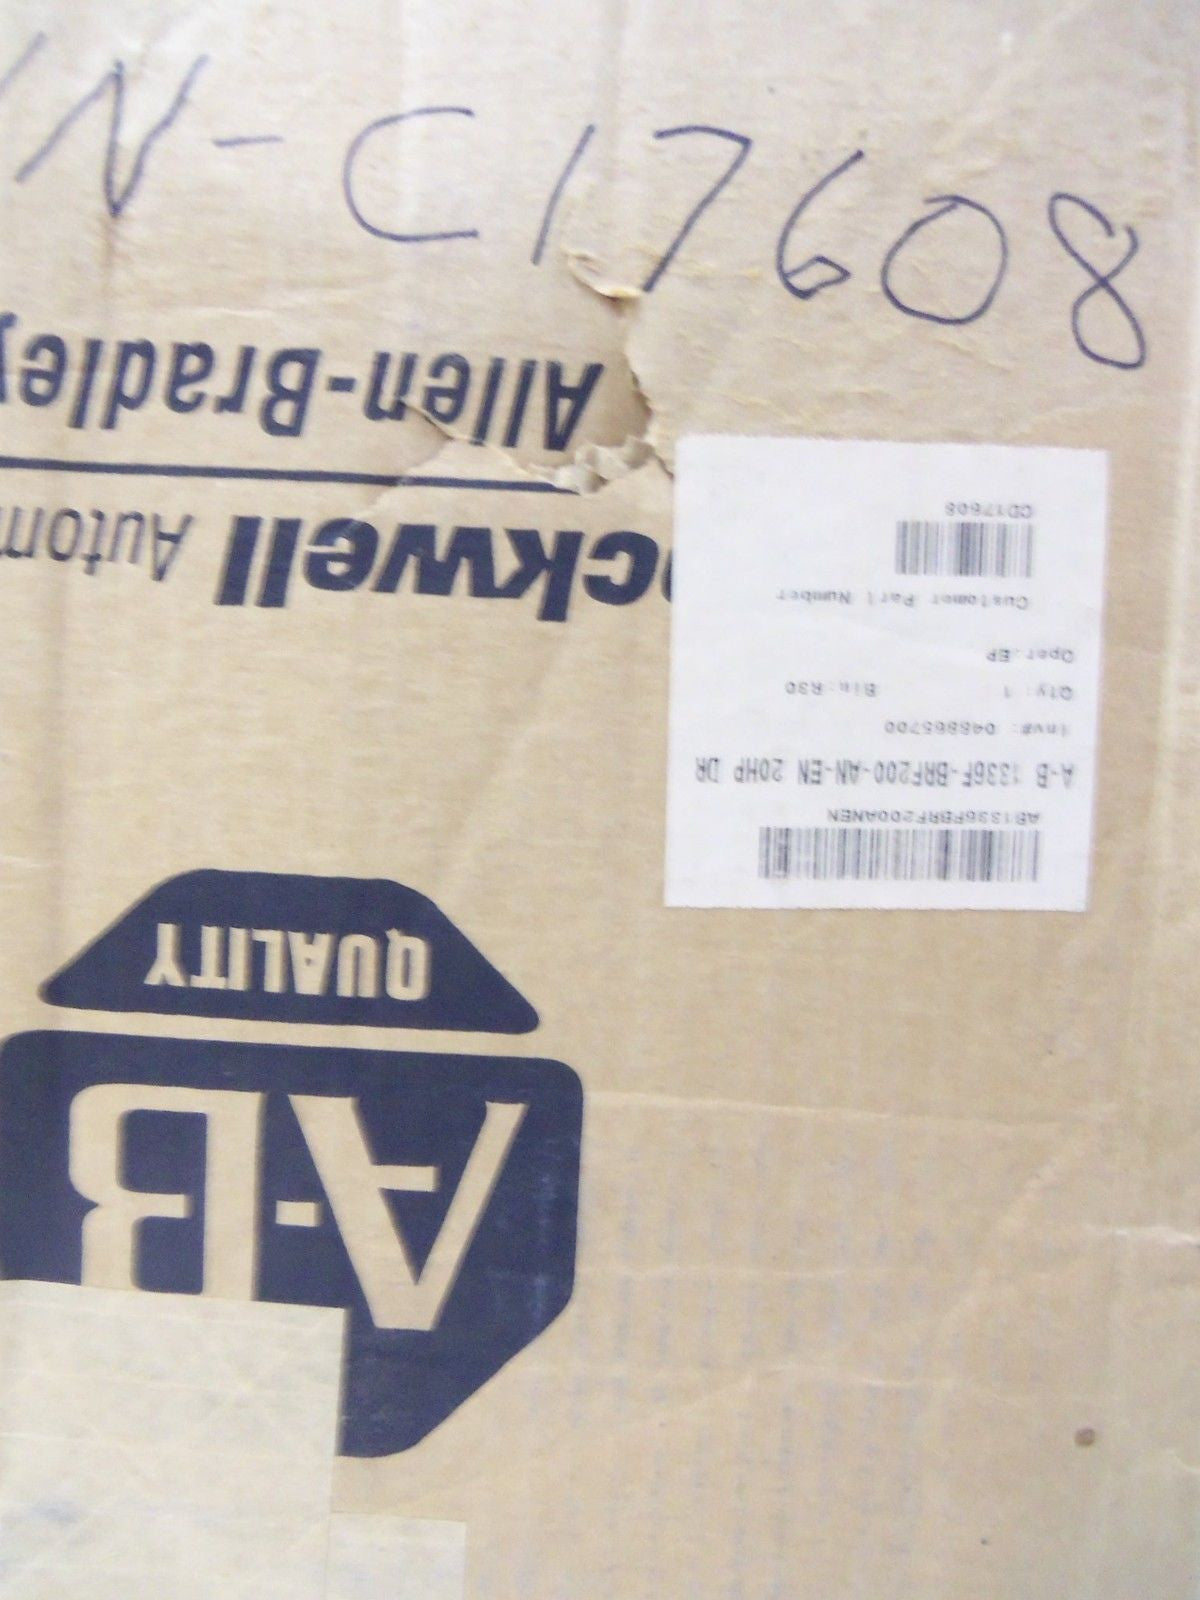 N-C17608
Allen-Bradley
ckwell Autom
A-B
QUALITY
AB1336FBRF200ANEN
A-B 1336F-BRF200-AN-EN 20HP DR
Inv#: 048865700
Qty: 1 Bin:R30
Oper:EP
Customer Part Number
CD17608